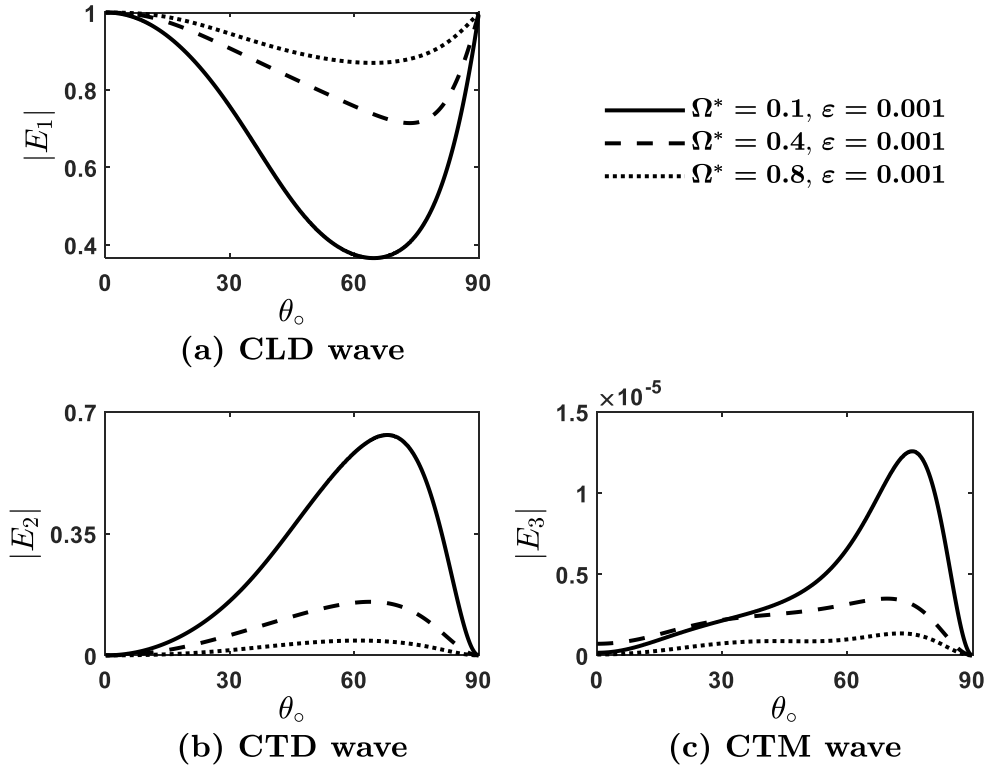 1
0.8
0.6
0.4
|E₁|
0 30 60 90
θ∘
(a) CLD wave
Ω* = 0.1, ε = 0.001
Ω* = 0.4, ε = 0.001
Ω* = 0.8, ε = 0.001
0.7
0.35
0
|E₂|
0 30 60 90
θ∘
(b) CTD wave
×10⁻⁵
1.5
1
0.5
0
|E₃|
0 30 60 90
θ∘
(c) CTM wave